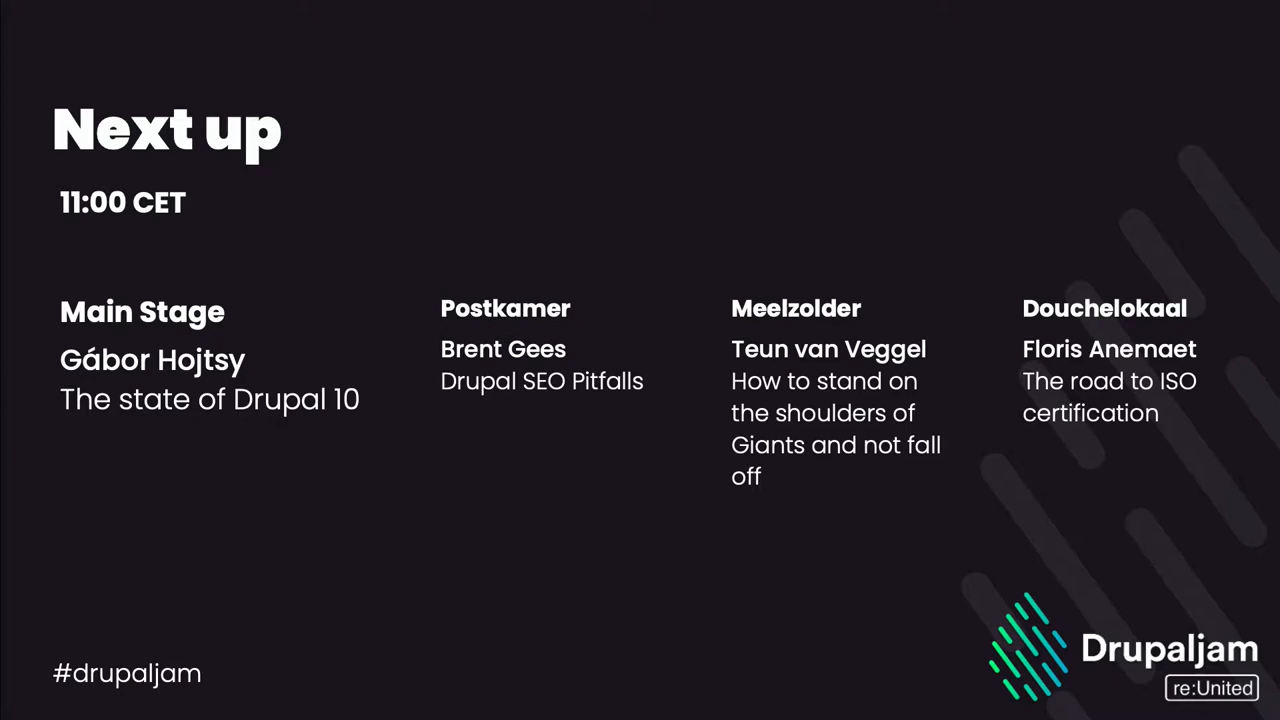 Next up
11:00 CET
Main Stage
Gábor Hojtsy
The state of Drupal 10
Postkamer
Brent Gees
Drupal SEO Pitfalls
Meelzolder
Teun van Veggel
How to stand on
the shoulders of
Giants and not fall
off
Douchelokaal
Floris Anemaet
The road to ISO
certification
#drupaljam
Drupaljam
re:United